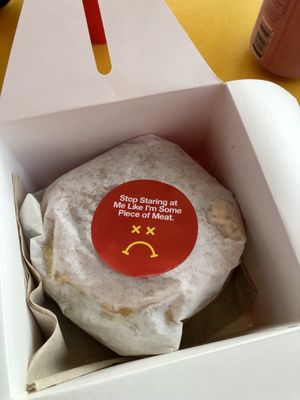 Stop Staring at
Me Like I'm Some
Piece of Meat.